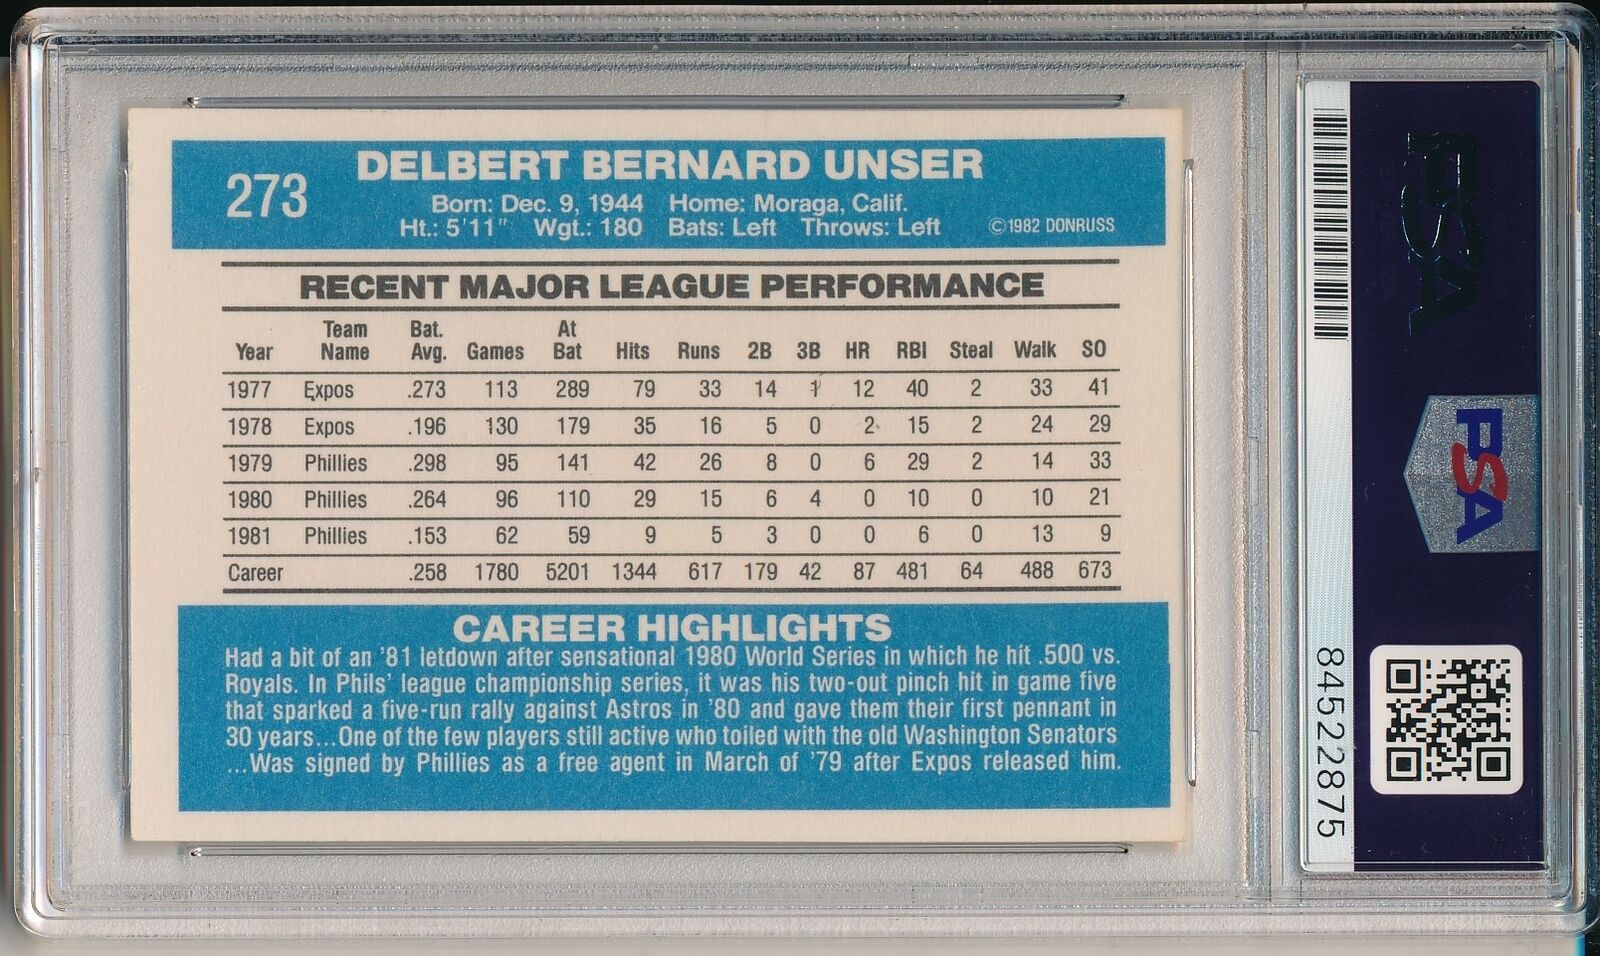 273
DELBERT BERNARD UNSER
Born: Dec. 9, 1944 Home: Moraga, Calif.
Ht.: 5'11" Wgt.: 180 Bats: Left Throws: Left ©1982 DONRUSS
RECENT MAJOR LEAGUE PERFORMANCE
Year Team Name Bat. Avg. Games At Bat Hits Runs 2B 3B HR RBI Steal Walk SO
1977 Expos .273 113 289 79 33 14 1 12 40 2 33 41
1978 Expos .196 130 179 35 16 5 0 2 15 2 24 29
1979 Phillies .298 95 141 42 26 8 0 6 29 2 14 33
1980 Phillies .264 96 110 29 15 6 4 0 10 0 10 21
1981 Phillies .153 62 59 9 5 3 0 0 6 0 13 9
Career .258 1780 5201 1344 617 179 42 87 481 64 488 673
CAREER HIGHLIGHTS
Had a bit of an '81 letdown after sensational 1980 World Series in which he hit .500 vs.
Royals. In Phils' league championship series, it was his two-out pinch hit in game five
that sparked a five-run rally against Astros in '80 and gave them their first pennant in
30 years...One of the few players still active who toiled with the old Washington Senators
...Was signed by Phillies as a free agent in March of '79 after Expos released him.
PSA
PSA
84522875